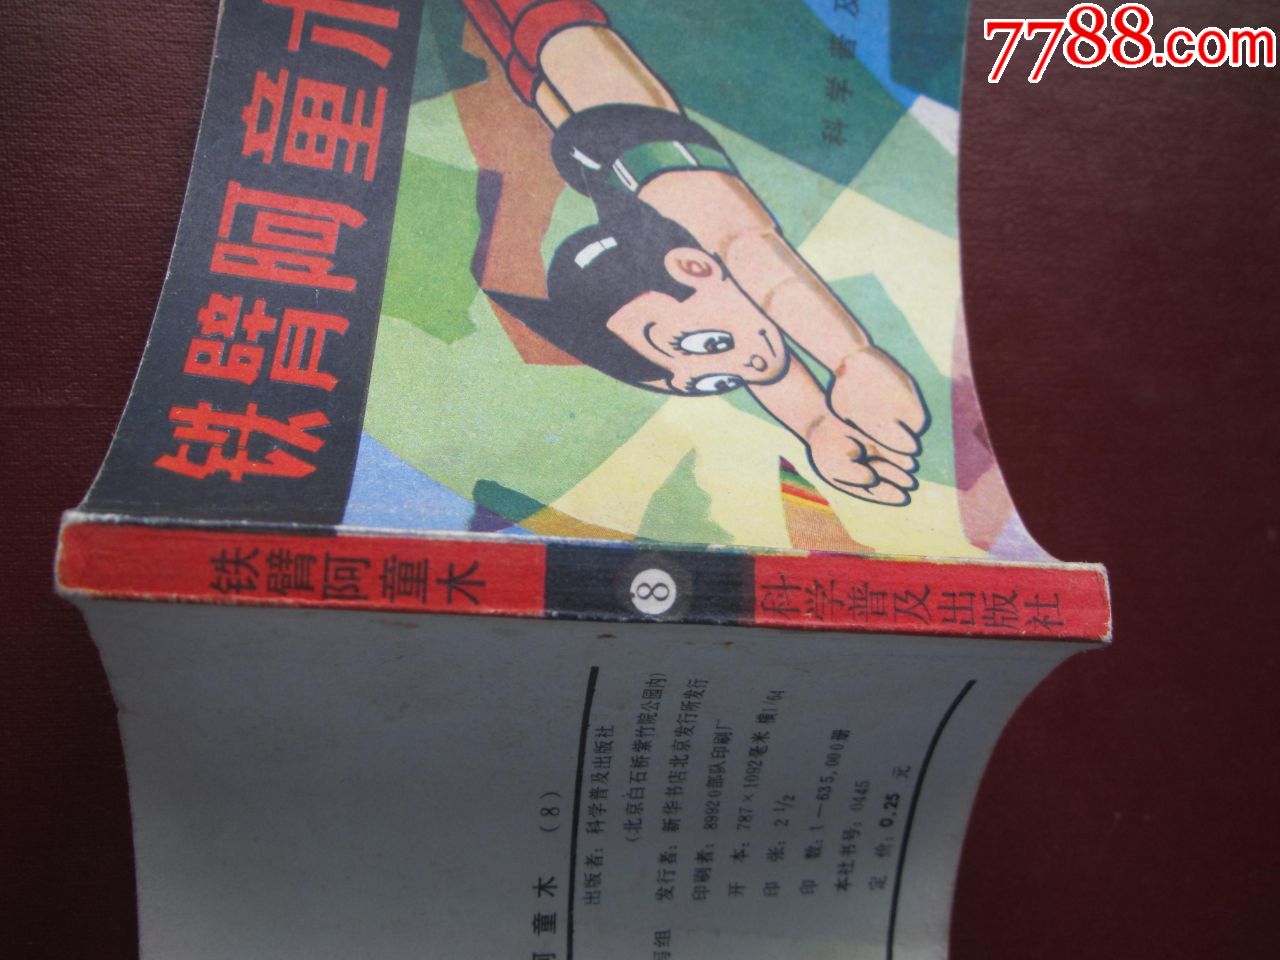 7788.com
铁臂阿童木
科学普及
铁臂阿童木
8
科学普及出版社
阿童木(8)
写组
出版者：科学普及出版社
(北京白石桥紫竹院公园内)
发行者：新华书店北京发行所发行
印刷者：89920部队印刷厂
开 本：787×1092毫米 横1/64
印 张：2 1/2
印 数：1—635,000册
本社书号：0445
定 价：0.25 元